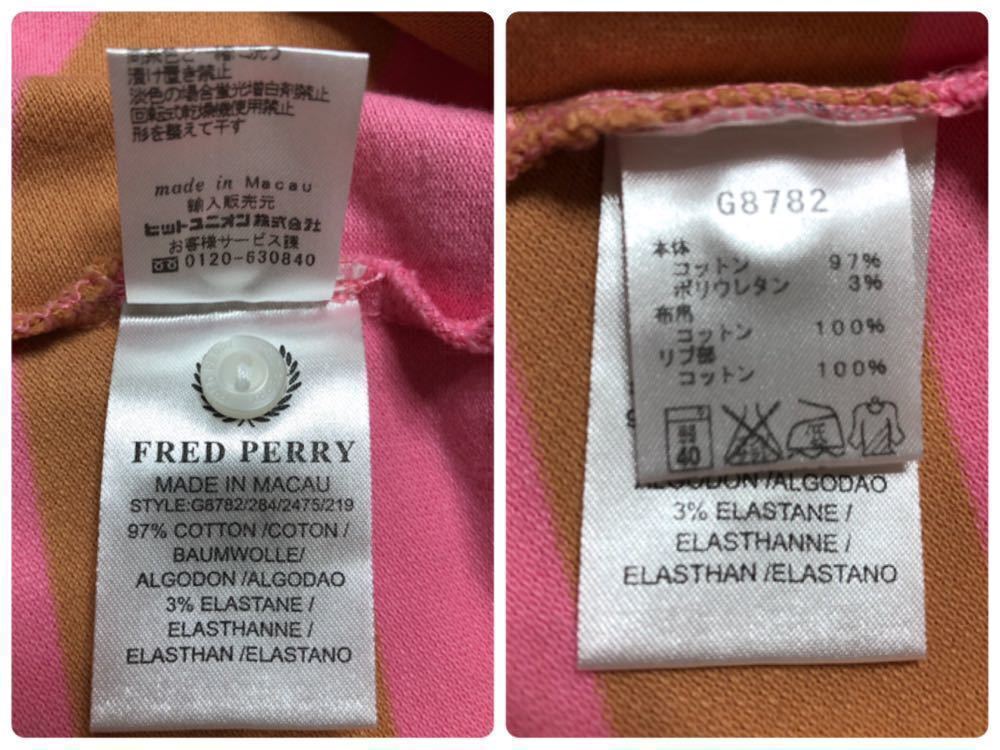 漬け置き禁止
淡色の場合蛍光増白剤禁止
回転式乾燥機使用禁止
形を整えて干す
made in Macau
輸入販売元
ヒットユニオン株式会社
お客様サービス課
0120-630840
FRED PERRY
MADE IN MACAU
STYLE:G8782/284/2475/219
97% COTTON /COTON /
BAUMWOLLE/
ALGODON /ALGODAO
3% ELASTANE /
ELASTHANNE /
ELASTHAN /ELASTANO
G8782
本体
コットン 97%
ポリウレタン 3%
布帛
コットン 100%
リブ部
コットン 100%
弱
40
ALGODON /ALGODAO
3% ELASTANE /
ELASTHANNE /
ELASTHAN /ELASTANO